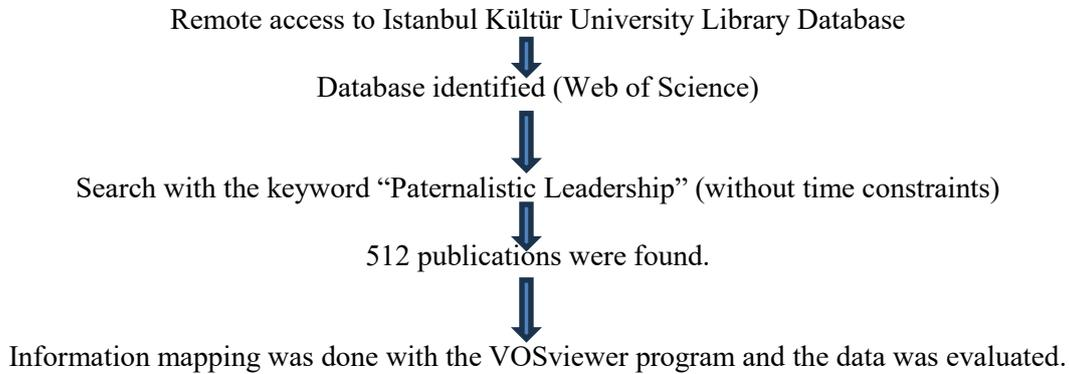 Remote access to Istanbul Kültür University Library Database
Database identified (Web of Science)
Search with the keyword “Paternalistic Leadership” (without time constraints)
512 publications were found.
Information mapping was done with the VOSviewer program and the data was evaluated.